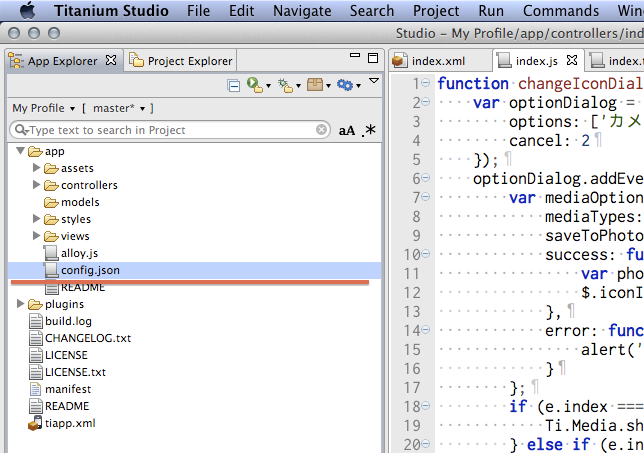 Titanium Studio File Edit Navigate Search Project Run Commands
Studio – My Profile/app/controllers/ind
App Explorer Project Explorer
My Profile [ master* ]
Type text to search in Project aA .*
app
assets
controllers
models
styles
views
alloy.js
config.json
README
plugins
build.log
CHANGELOG.txt
LICENSE
LICENSE.txt
manifest
README
tiapp.xml
index.xml index.js
1 function changeIconDial
2 var optionDialog =
3 options: ['カメ
4 cancel: 2
5 });
6 optionDialog.addEve
7 var mediaOption
8 mediaTypes:
9 saveToPhoto
10 success: fu
11 var pho
12 $.iconI
13 },
14 error: func
15 alert('
16 }
17 };
18 if (e.index ===
19 Ti.Media.sh
20 } else if (e.in